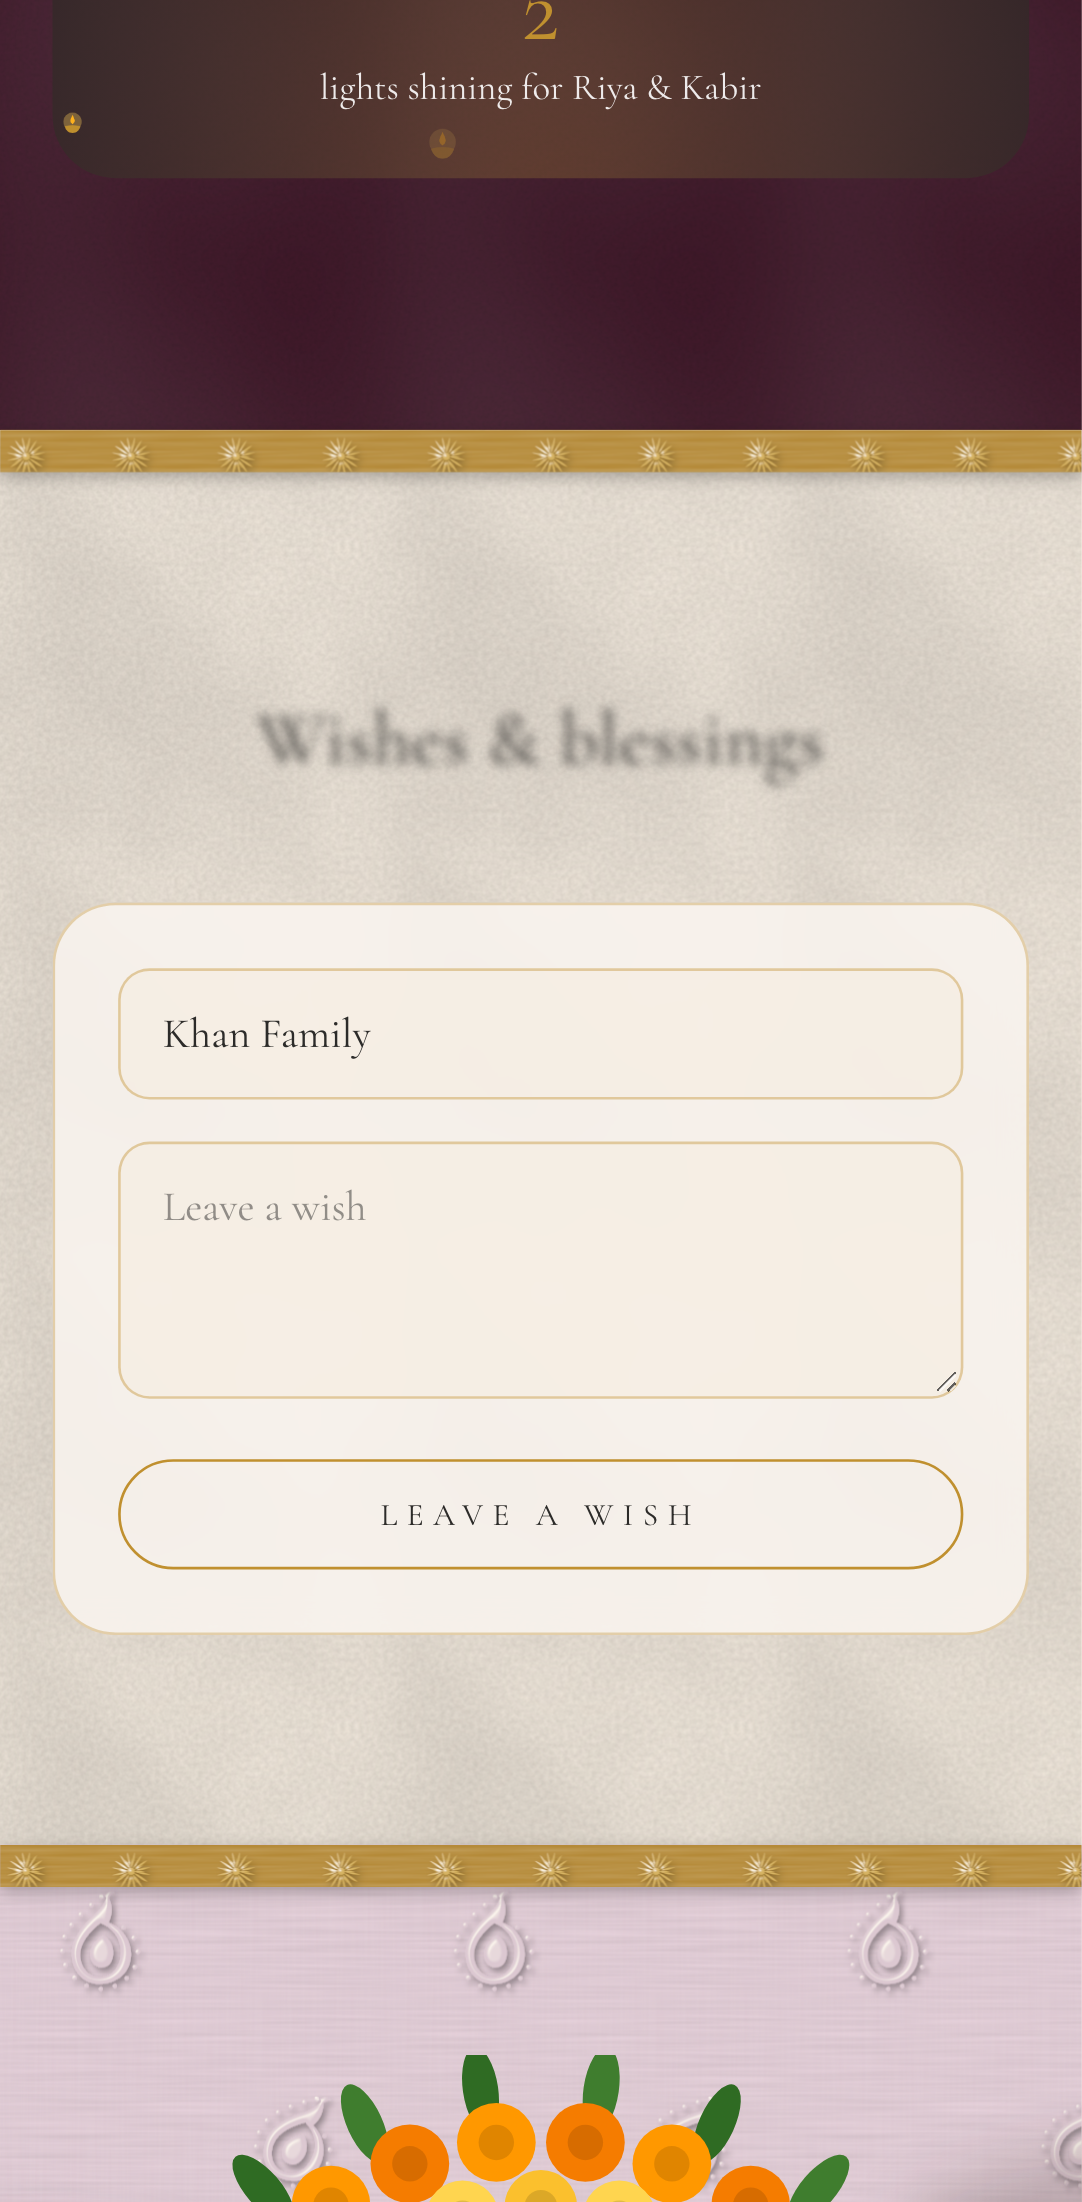 2
lights shining for Riya & Kabir
Wishes & blessings
Khan Family
Leave a wish
LEAVE A WISH